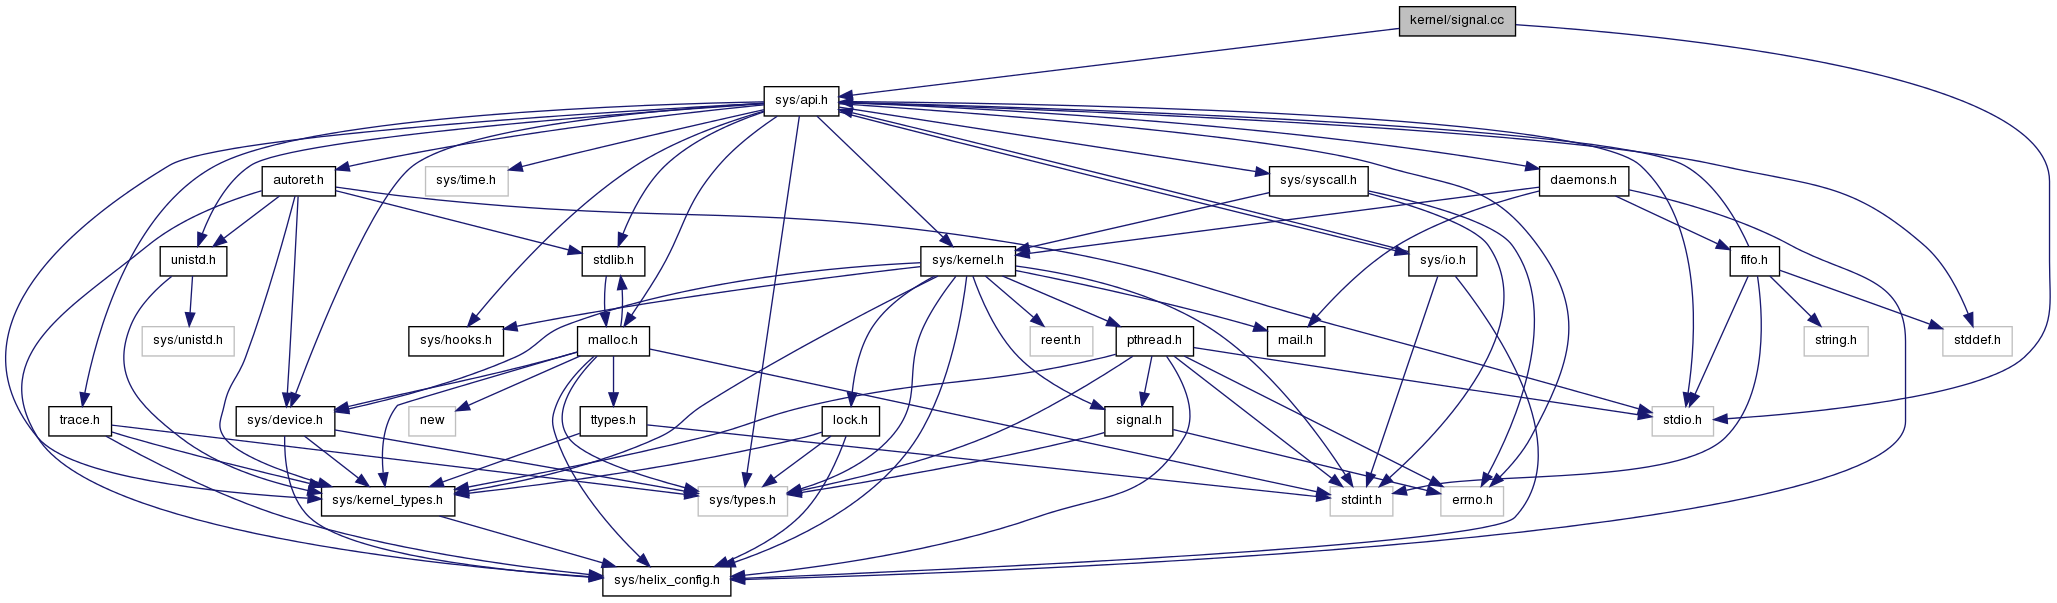 kernel/signal.cc
sys/api.h
autoret.h
sys/time.h
sys/syscall.h
daemons.h
unistd.h
stdlib.h
sys/kernel.h
sys/io.h
fifo.h
sys/unistd.h
sys/hooks.h
malloc.h
reent.h
pthread.h
mail.h
string.h
stddef.h
trace.h
sys/device.h
new
ttypes.h
lock.h
signal.h
stdio.h
sys/kernel_types.h
sys/types.h
stdint.h
errno.h
sys/helix_config.h